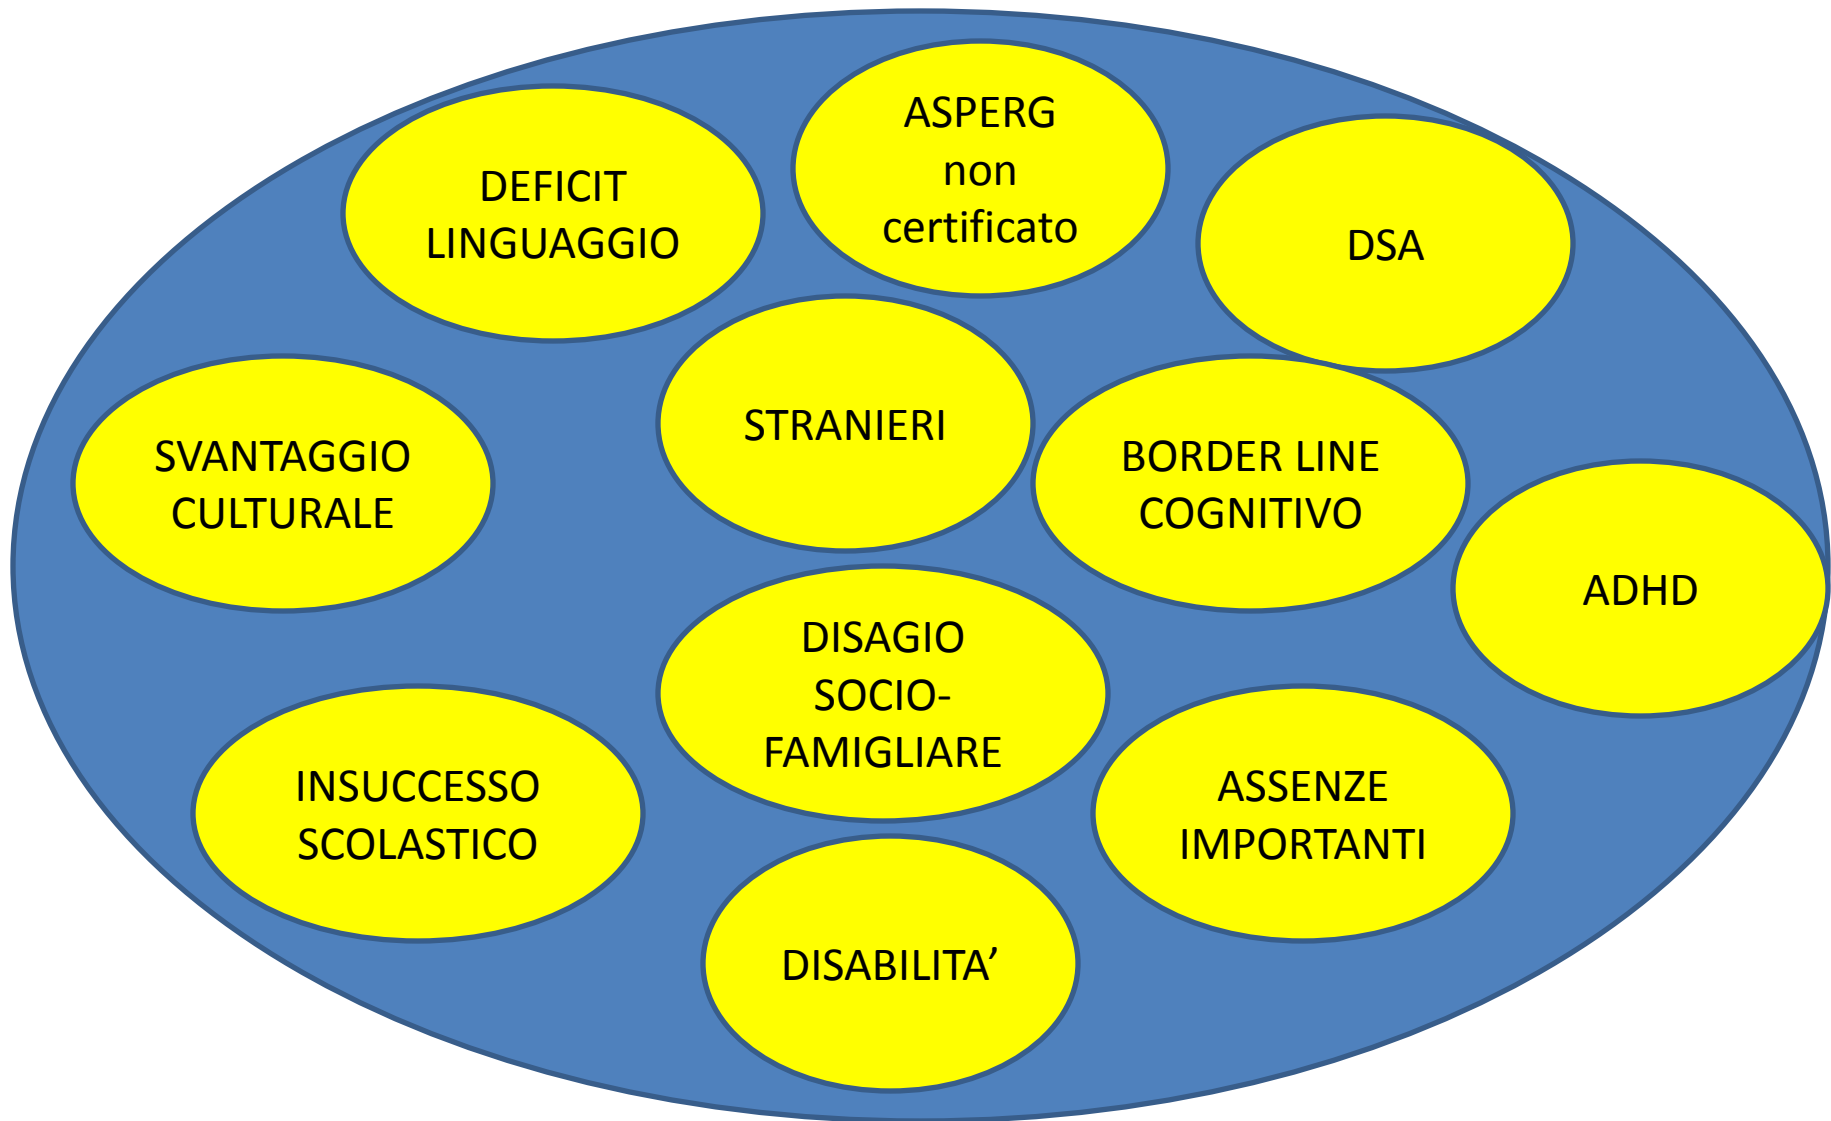 ASPERG
non
certificato
DEFICIT
LINGUAGGIO
DSA
STRANIERI
SVANTAGGIO
CULTURALE
BORDER LINE
COGNITIVO
ADHD
DISAGIO
SOCIO-
FAMIGLIARE
INSUCCESSO
SCOLASTICO
ASSENZE
IMPORTANTI
DISABILITA’